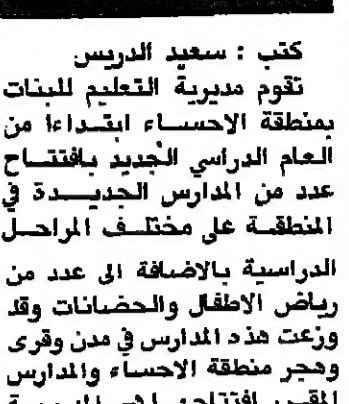 كتب : سعيد الدريس
تقوم مديرية التعليم للبنات
بمنطقة الاحساء ابتداءا من
العام الدراسي الجديد بافتتاح
عدد من المدارس الجديدة في
المنطقة على مختلف المراحل
الدراسية بالاضافة الى عدد من
رياض الاطفال والحضانات وقد
وزعت هذه المدارس في مدن وقرى
وهجر منطقة الاحساء والمدارس